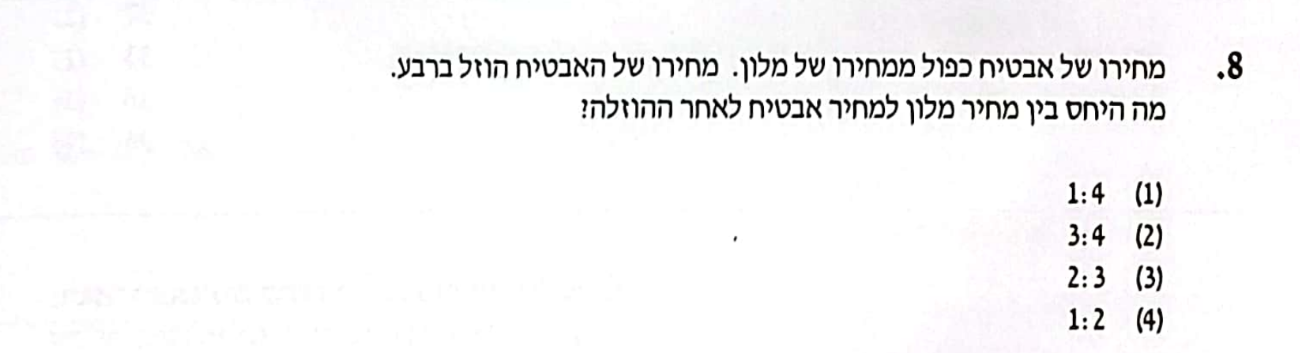 8. מחירו של אבטיח כפול ממחירו של מלון. מחירו של האבטיח הוזל ברבע.
מה היחס בין מחיר מלון למחיר אבטיח לאחר ההוזלה?
(1) 1:4
(2) 3:4
(3) 2:3
(4) 1:2